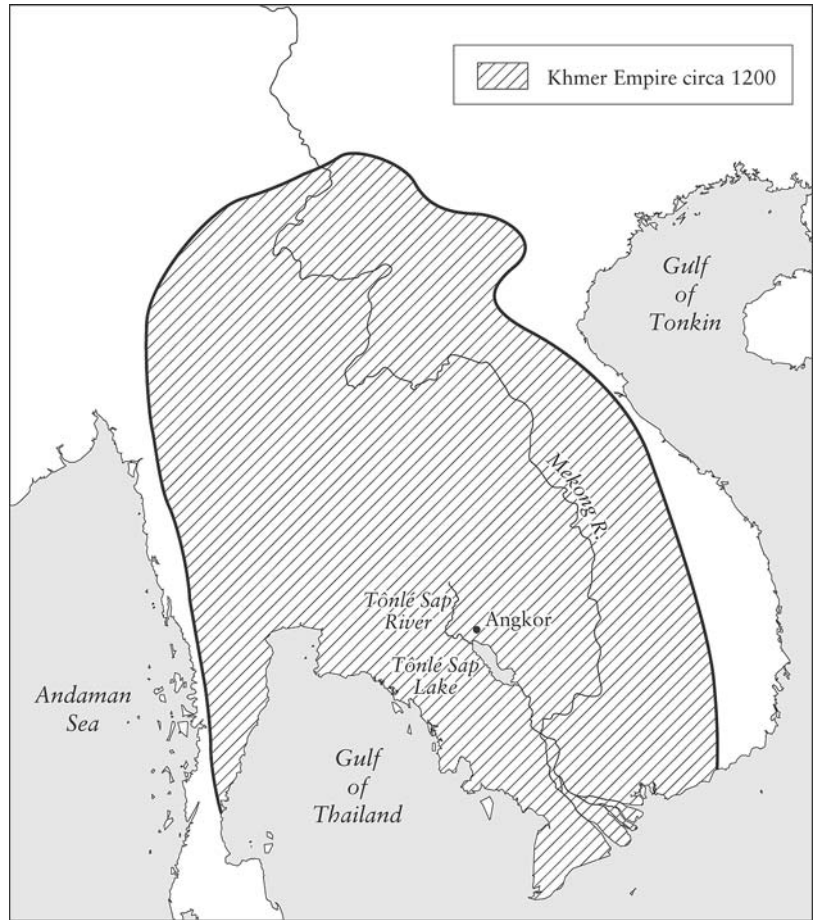 Khmer Empire circa 1200
Gulf
of
Tonkin
Mekong R.
Tônlé Sap
River
Angkor
Tônlé Sap
Lake
Andaman
Sea
Gulf
of
Thailand